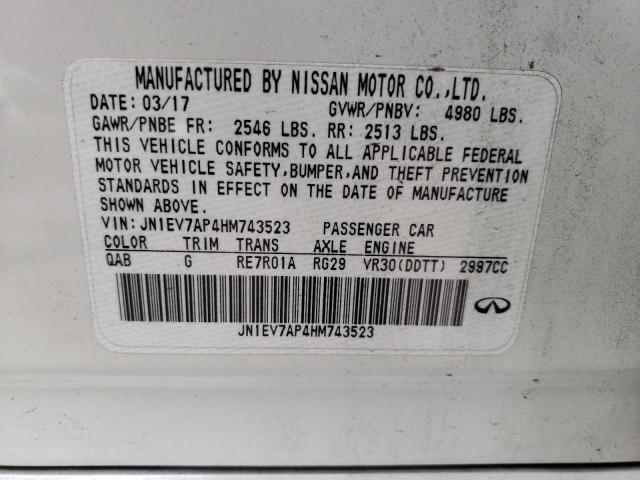 MANUFACTURED BY NISSAN MOTOR CO.,LTD.
DATE: 03/17 GVWR/PNBV: 4980 LBS.
GAWR/PNBE FR: 2546 LBS. RR: 2513 LBS.
THIS VEHICLE CONFORMS TO ALL APPLICABLE FEDERAL
MOTOR VEHICLE SAFETY,BUMPER,AND THEFT PREVENTION
STANDARDS IN EFFECT ON THE DATE OF MANUFACTURE
SHOWN ABOVE.
VIN:JN1EV7AP4HM743523 PASSENGER CAR
COLOR TRIM TRANS AXLE ENGINE
QAB G RE7R01A RG29 VR30(DDTT) 2997CC
JN1EV7AP4HM743523